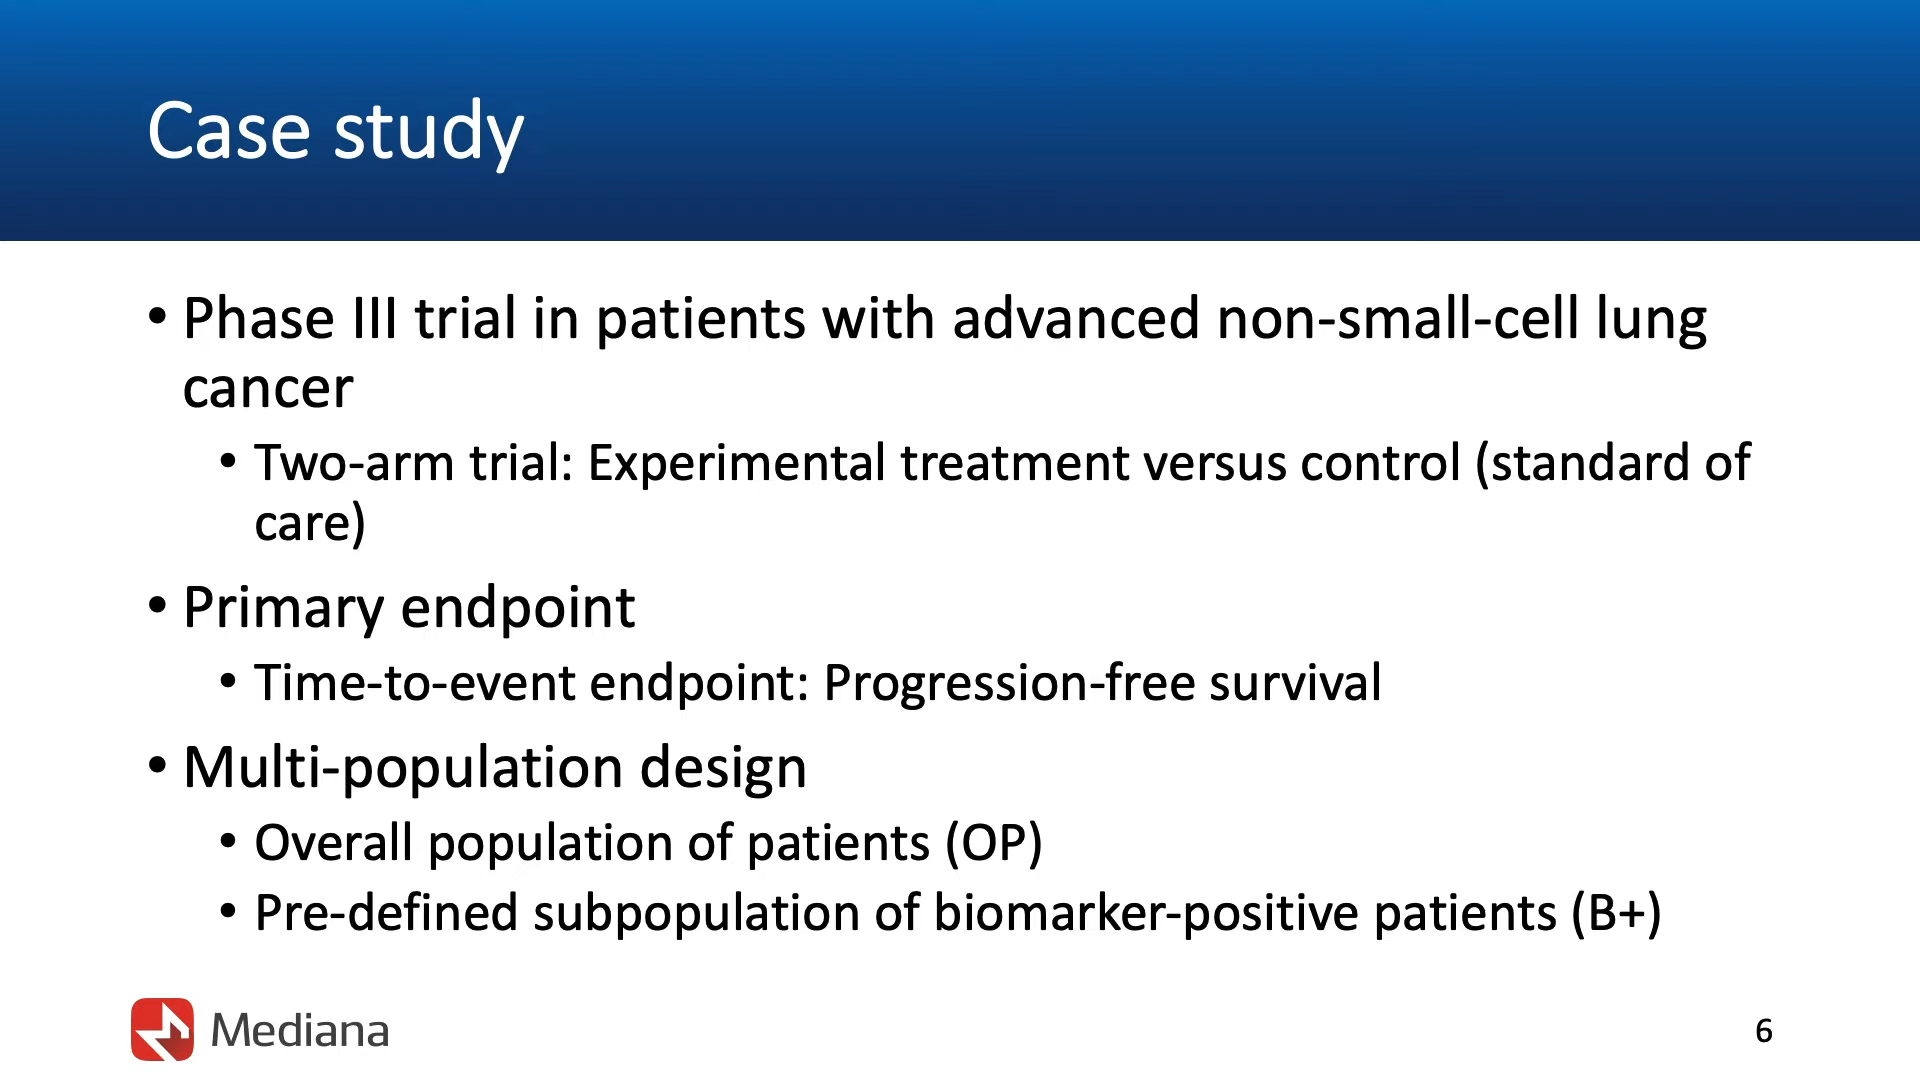 Case study
• Phase III trial in patients with advanced non-small-cell lung
cancer
• Two-arm trial: Experimental treatment versus control (standard of
care)
• Primary endpoint
• Time-to-event endpoint: Progression-free survival
• Multi-population design
• Overall population of patients (OP)
• Pre-defined subpopulation of biomarker-positive patients (B+)
Mediana
6